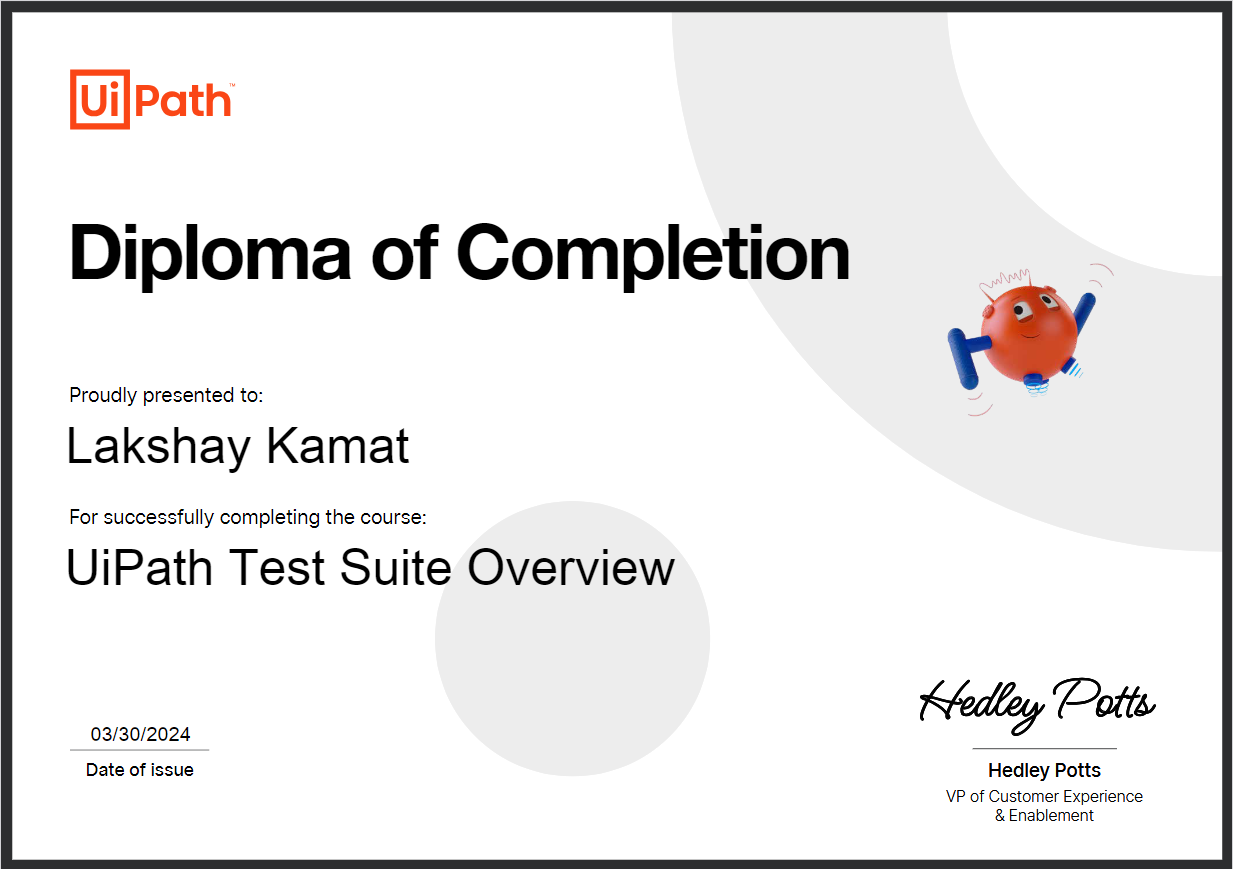 UiPath™
Diploma of Completion
Proudly presented to:
Lakshay Kamat
For successfully completing the course:
UiPath Test Suite Overview
03/30/2024
Date of issue
Hedley Potts
Hedley Potts
VP of Customer Experience
& Enablement